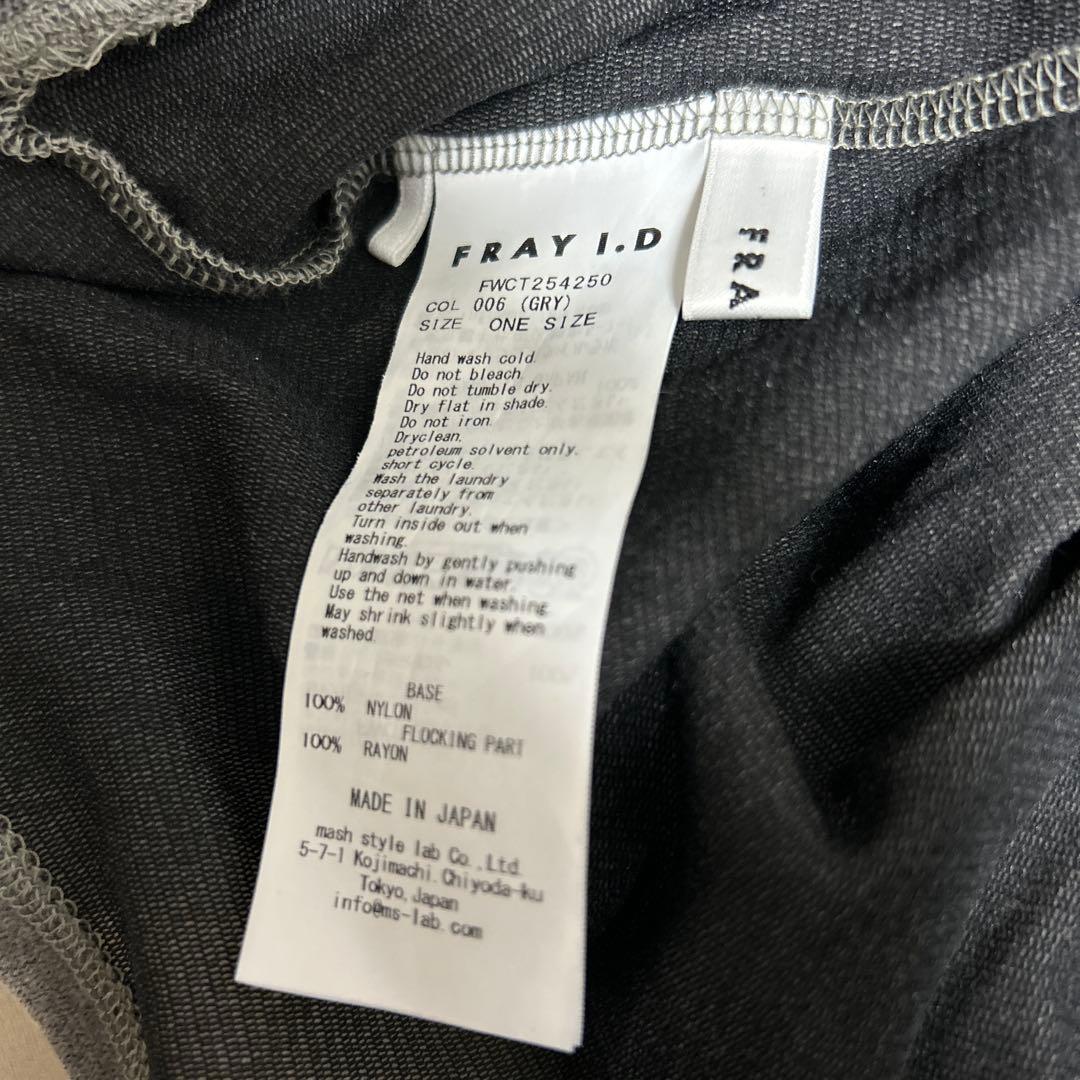 FRAY I.D
FWCT254250
COL 006 (GRY)
SIZE ONE SIZE
Hand wash cold.
Do not bleach.
Do not tumble dry.
Dry flat in shade.
Do not iron.
Dryclean,
petroleum solvent only.
short cycle.
Wash the laundry
separately from
other laundry.
Turn inside out when
washing.
Handwash by gently pushing
up and down in water.
Use the net when washing.
May shrink slightly when
washed.
BASE
100% NYLON
FLOCKING PART
100% RAYON
MADE IN JAPAN
mash style lab Co.,Ltd.
5-7-1 Kojimachi.Chiyoda-ku
Tokyo,Japan
info@ms-lab.com
FRA